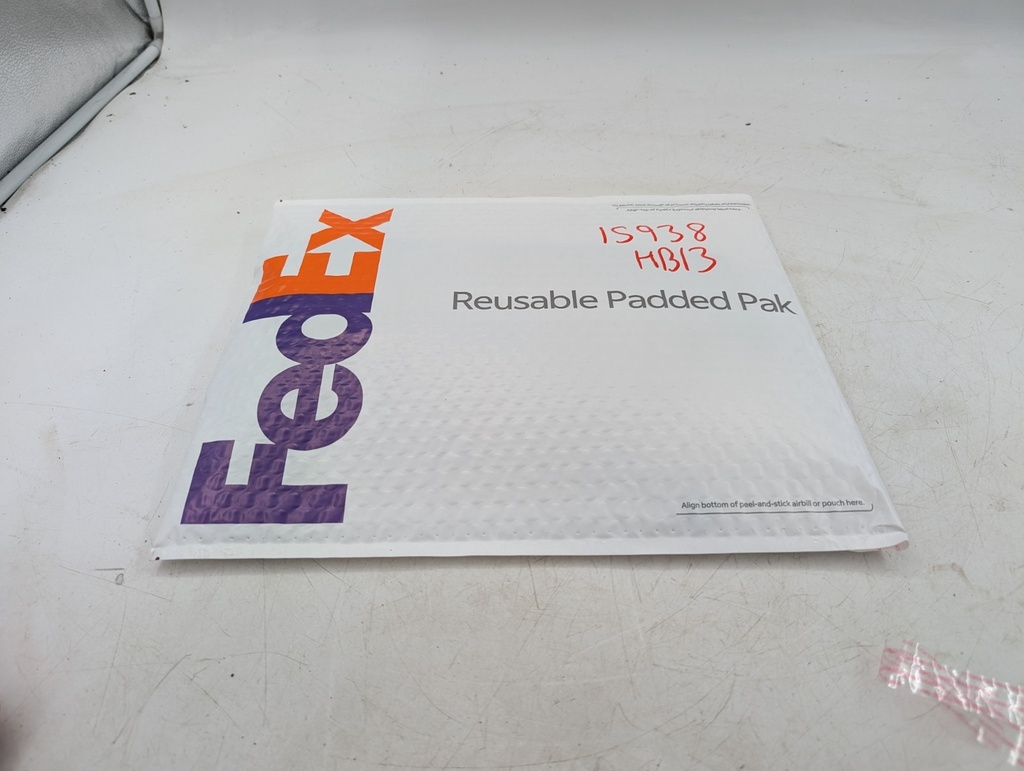 15938
HB13
FedEx
Reusable Padded Pak
Align bottom of peel-and-stick airbill or pouch here.